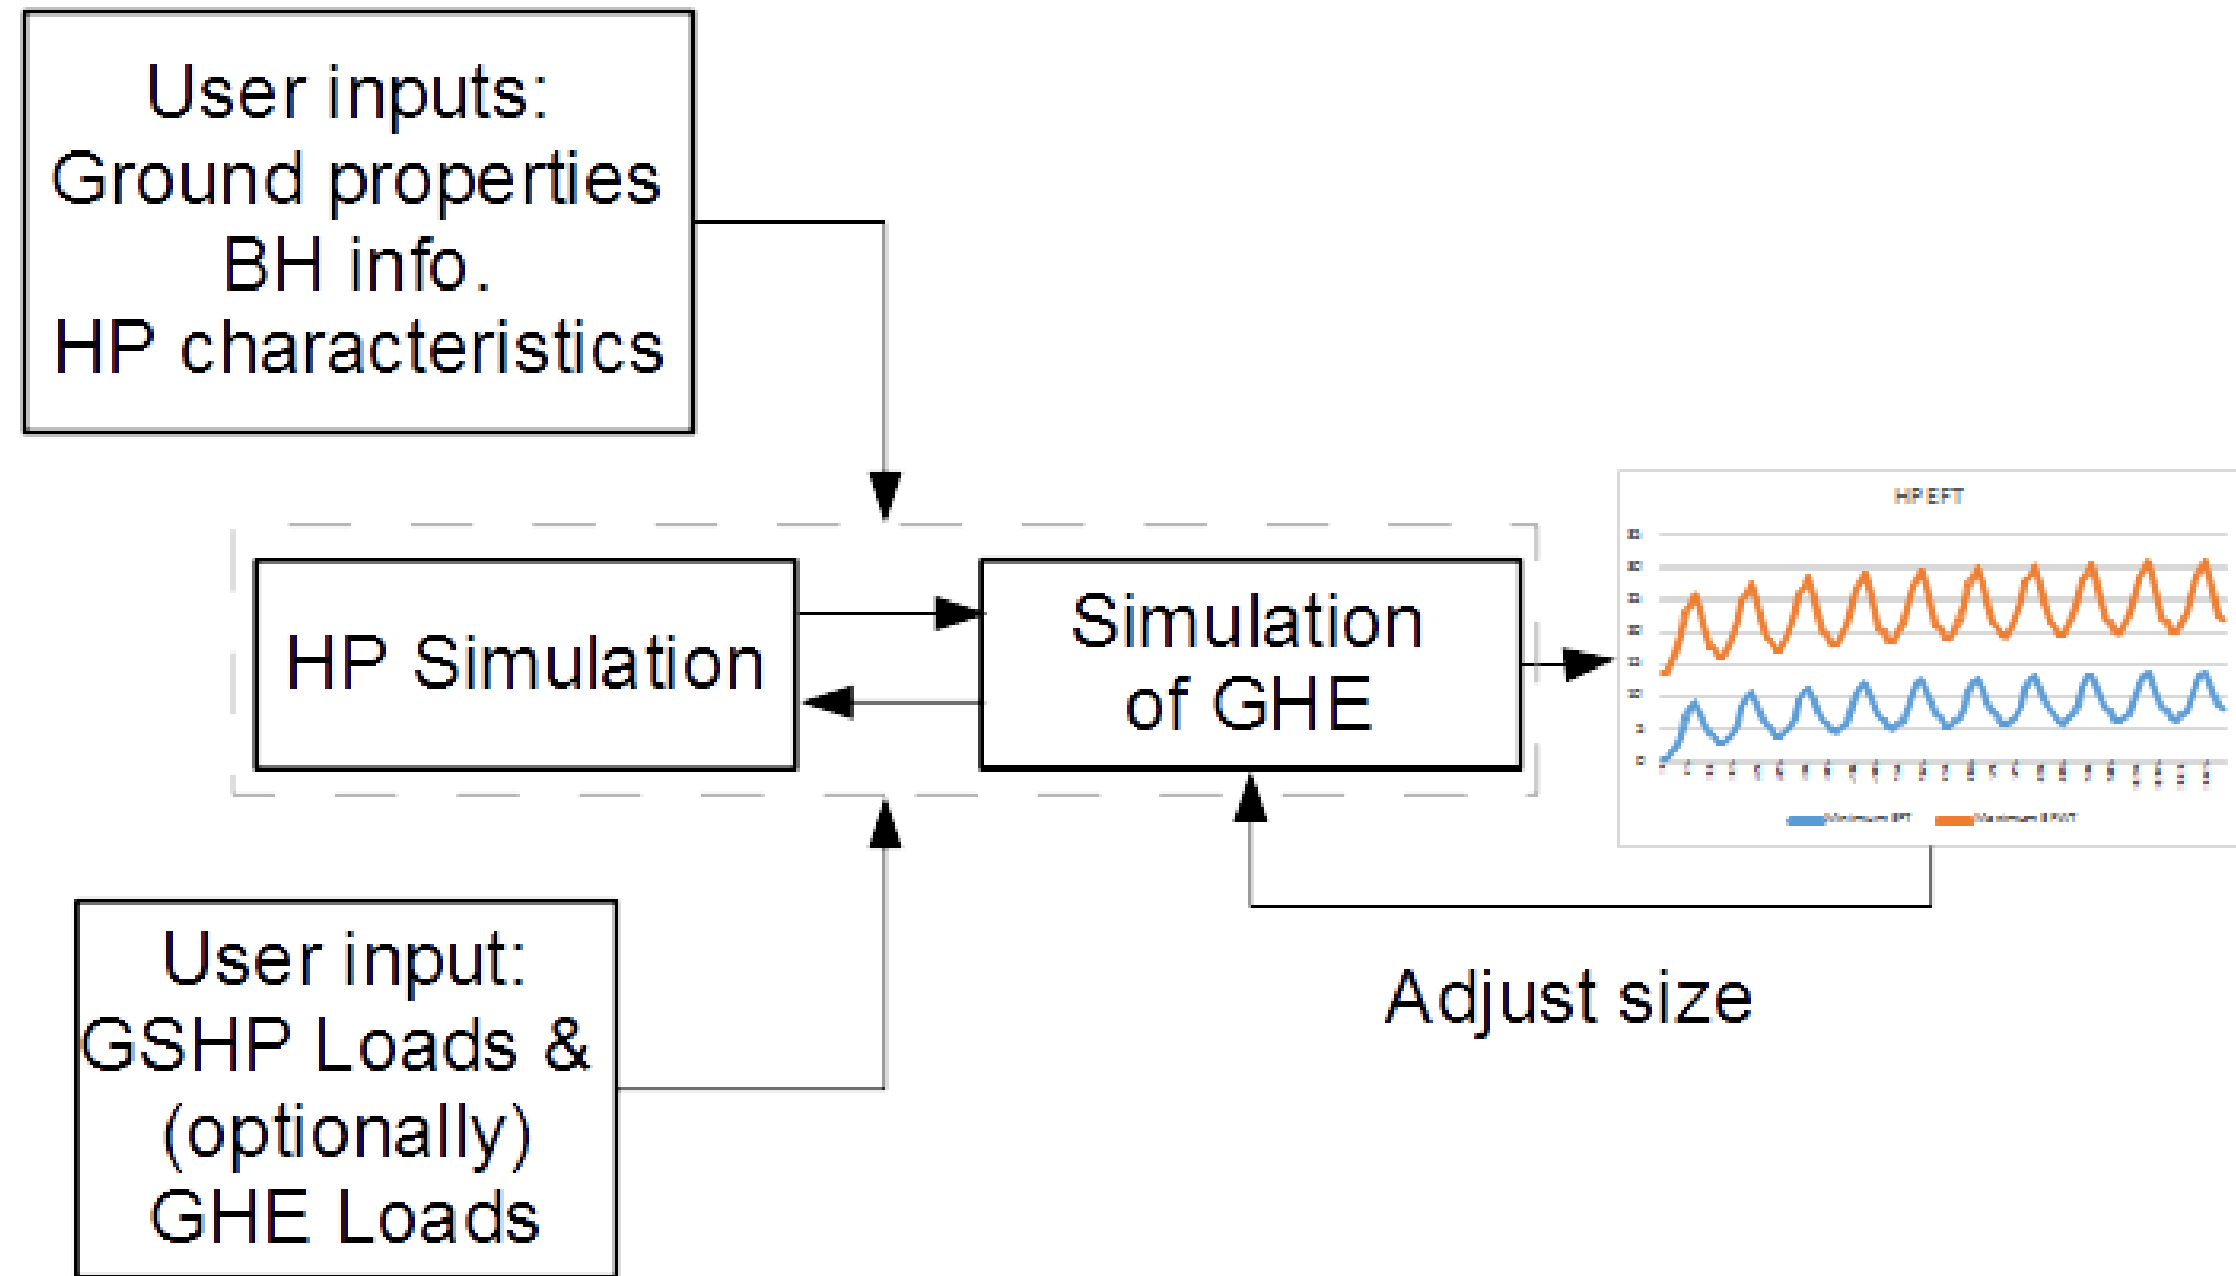 User inputs:
Ground properties
BH info.
HP characteristics
HP Simulation
Simulation
of GHE
HP EFT
User input:
GSHP Loads &
(optionally)
GHE Loads
Adjust size